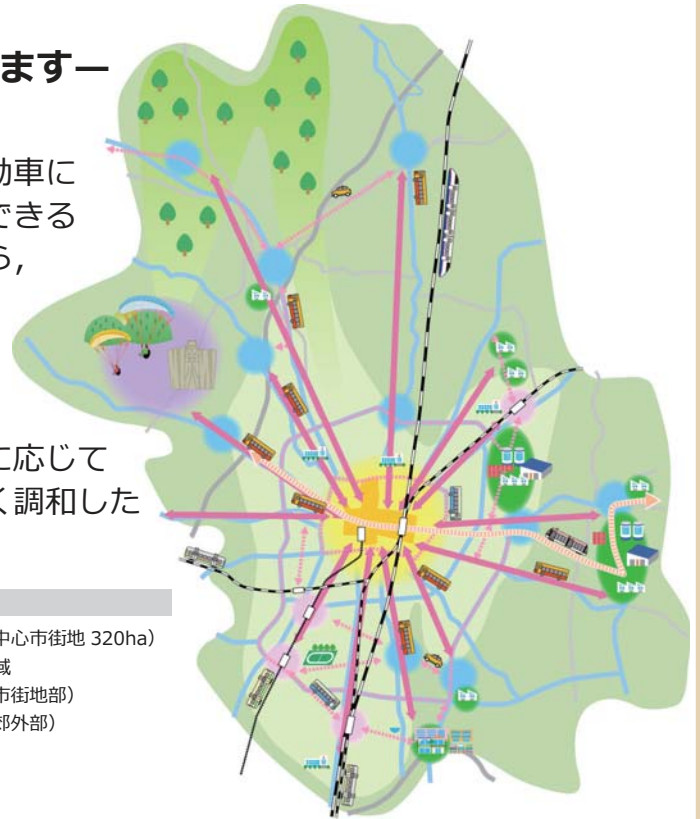 ます—
動車に
できる
ら，
に応じて
く調和した
中心市街地 320ha）
域
市街地部）
郊外部）